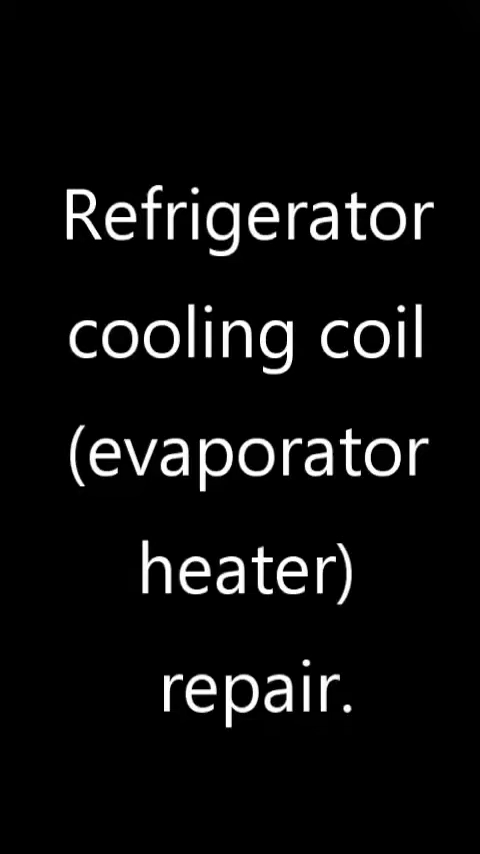 Refrigerator
cooling coil
(evaporator
heater)
repair.